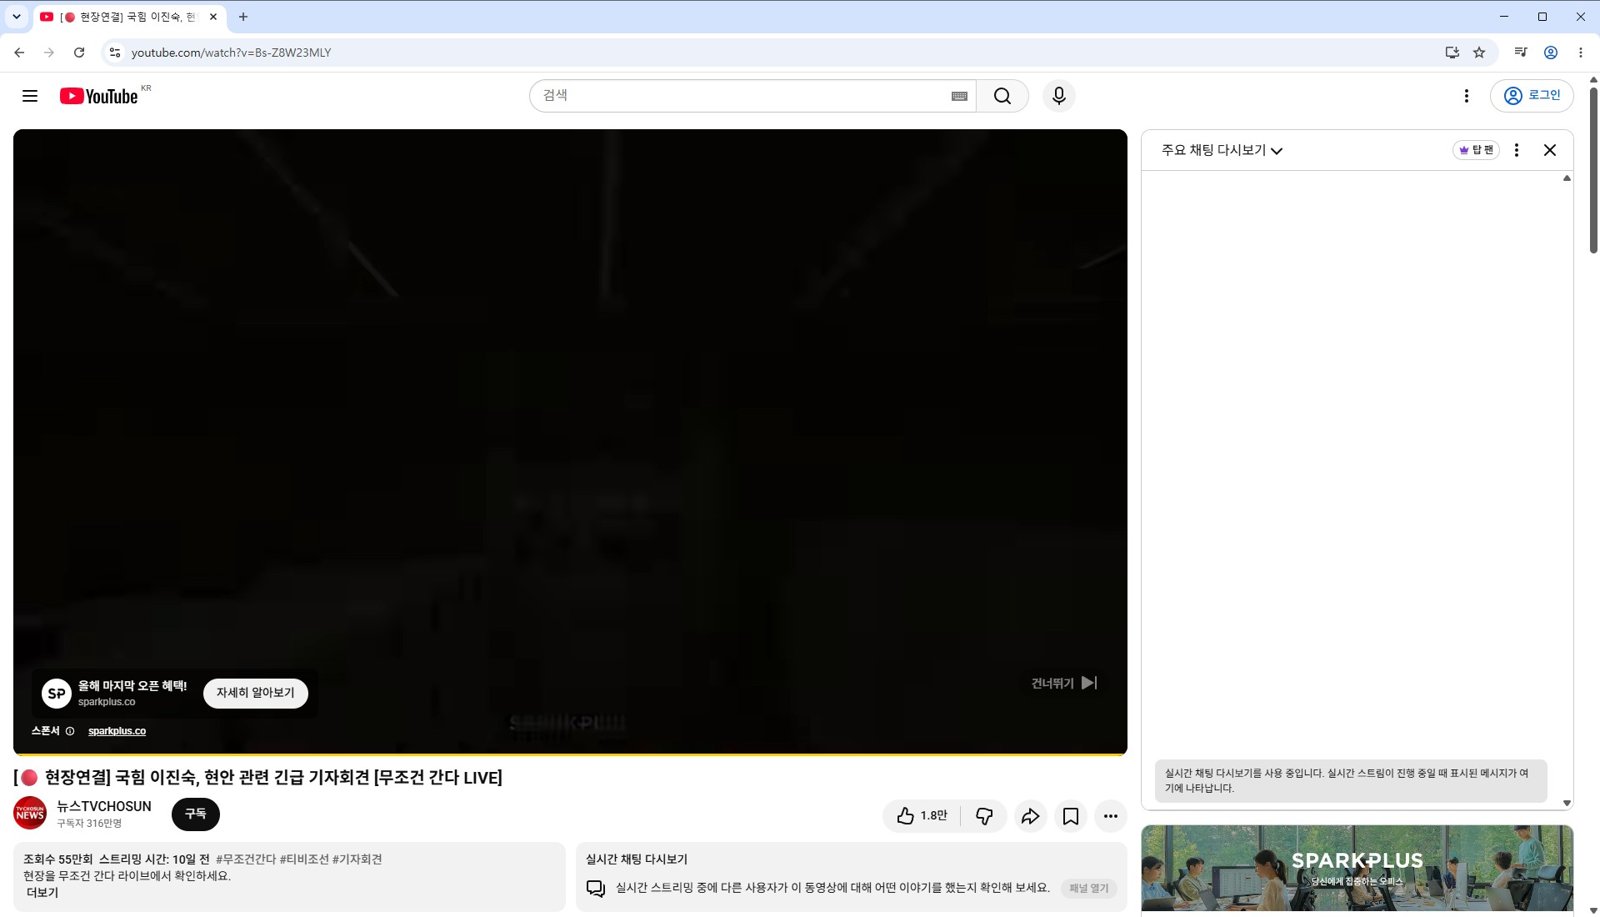 [🔴 현장연결] 국힘 이진숙, 현
youtube.com/watch?v=Bs-Z8W23MLY
YouTube KR
검색
로그인
주요 채팅 다시보기
탑 팬
SP
올해 마지막 오픈 혜택!
sparkplus.co
자세히 알아보기
건너뛰기
스폰서
sparkplus.co
SPARK+PLUS
실시간 채팅 다시보기를 사용 중입니다. 실시간 스트림이 진행 중일 때 표시된 메시지가 여
기에 나타납니다.
[🔴 현장연결] 국힘 이진숙, 현안 관련 긴급 기자회견 [무조건 간다 LIVE]
TVCHOSUN
NEWS
뉴스TVCHOSUN
구독자 316만명
구독
1.8만
조회수 55만회 스트리밍 시간: 10일 전 #무조건간다 #티비조선 #기자회견
현장을 무조건 간다 라이브에서 확인하세요.
더보기
실시간 채팅 다시보기
실시간 스트리밍 중에 다른 사용자가 이 동영상에 대해 어떤 이야기를 했는지 확인해 보세요.
패널 열기
SPARK+PLUS
당신에게 집중하는 오피스